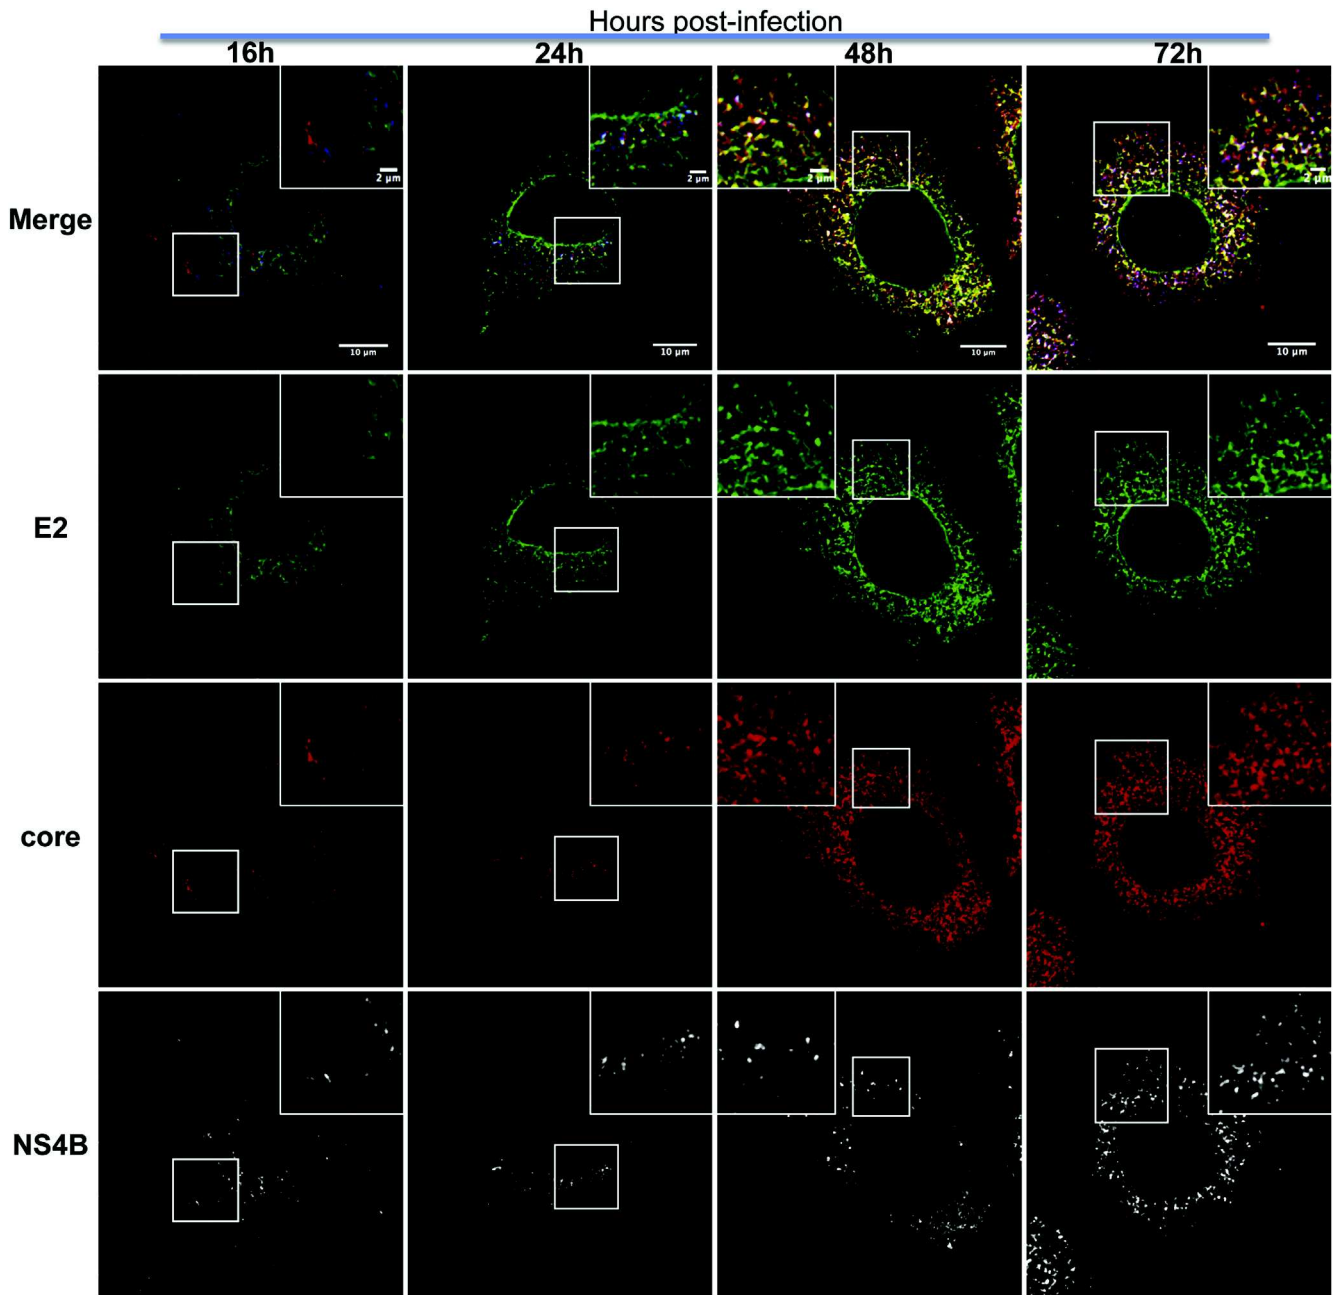 Hours post-infection
16h 24h 48h 72h
Merge
2 µm 2 µm 2 µm 2 µm
10 µm 10 µm 10 µm 10 µm
E2
core
NS4B